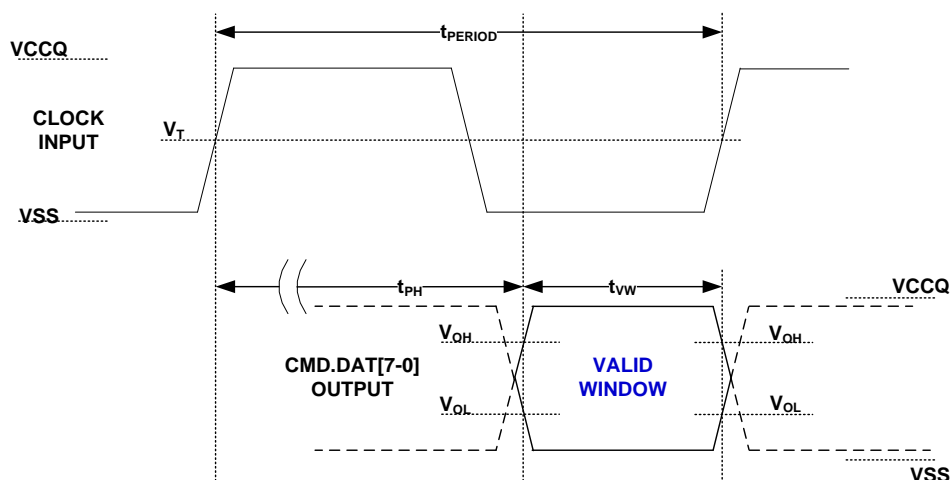 tPERIOD
VCCQ
CLOCK
INPUT
VT
VSS
tPH
tVW
VCCQ
VOH
VOH
CMD.DAT[7-0]
OUTPUT
VALID
WINDOW
VOL
VOL
VSS